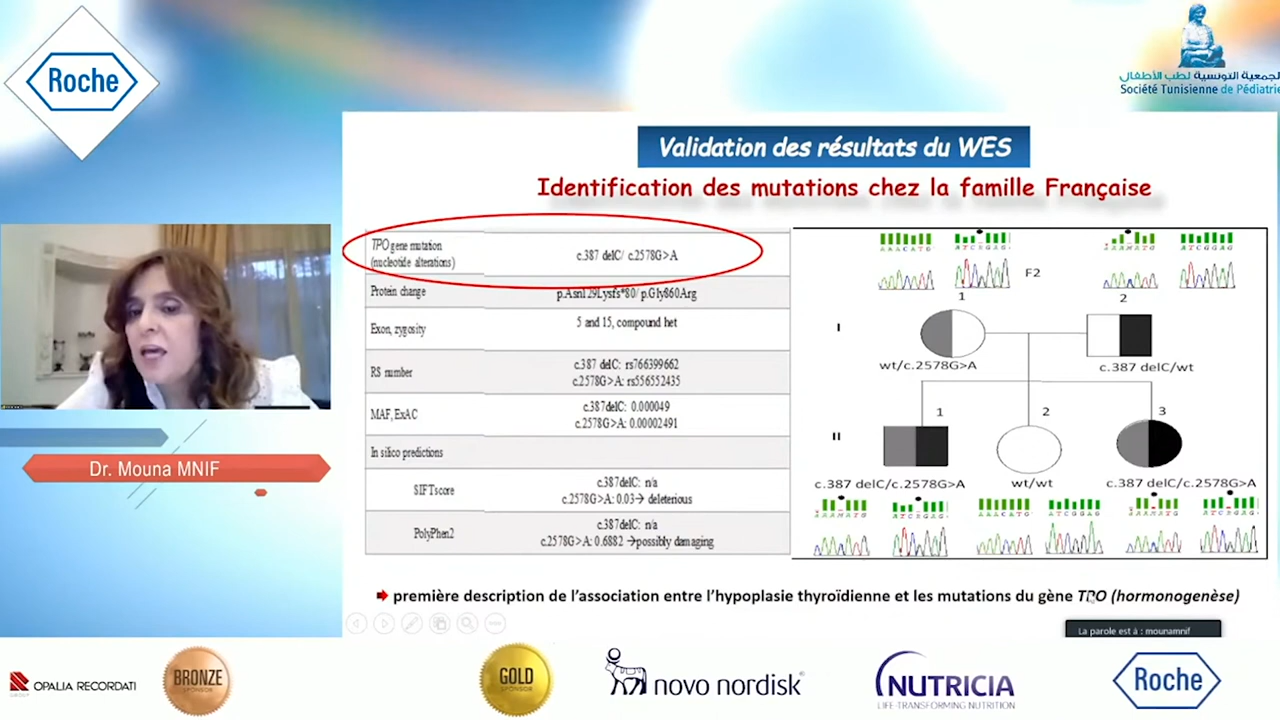 Roche
الجمعية التونسية لطب الأطفال
Société Tunisienne de Pédiatrie
Validation des résultats du WES
Identification des mutations chez la famille Française
TPO gene mutation
(nucleotide alterations)
c.387 delC/ c.2578G>A
Protein change
p.Asn129Lysfs*80/ p.Gly860Arg
Exon, zygosity
5 and 15, compound het
RS number
c.387 delC: rs766399662
c.2578G>A: rs556552435
MAF, ExAC
c.387delC: 0.000049
c.2578G>A: 0.00002491
In silico predictions
SIFT score
c.387delC: n/a
c.2578G>A: 0.03→ deleterious
PolyPhen2
c.387delC: n/a
c.2578G>A: 0.6882 →possibly damaging
AAACATG
F2
ATCGGAG
1
2
I
wt/c.2578G>A
c.387 delC/wt
1
2
3
II
c.387 delC/c.2578G>A
wt/wt
c.387 delC/c.2578G>A
AAACATG
ATCGGAG
première description de l'association entre l'hypoplasie thyroïdienne et les mutations du gène TPO (hormonogenèse)
La parole est à : mounamnif
Dr. Mouna MNIF
OPALIA RECORDATI
BRONZE
SPONSOR
GOLD
SPONSOR
novo nordisk
NUTRICIA
LIFE-TRANSFORMING NUTRITION
Roche